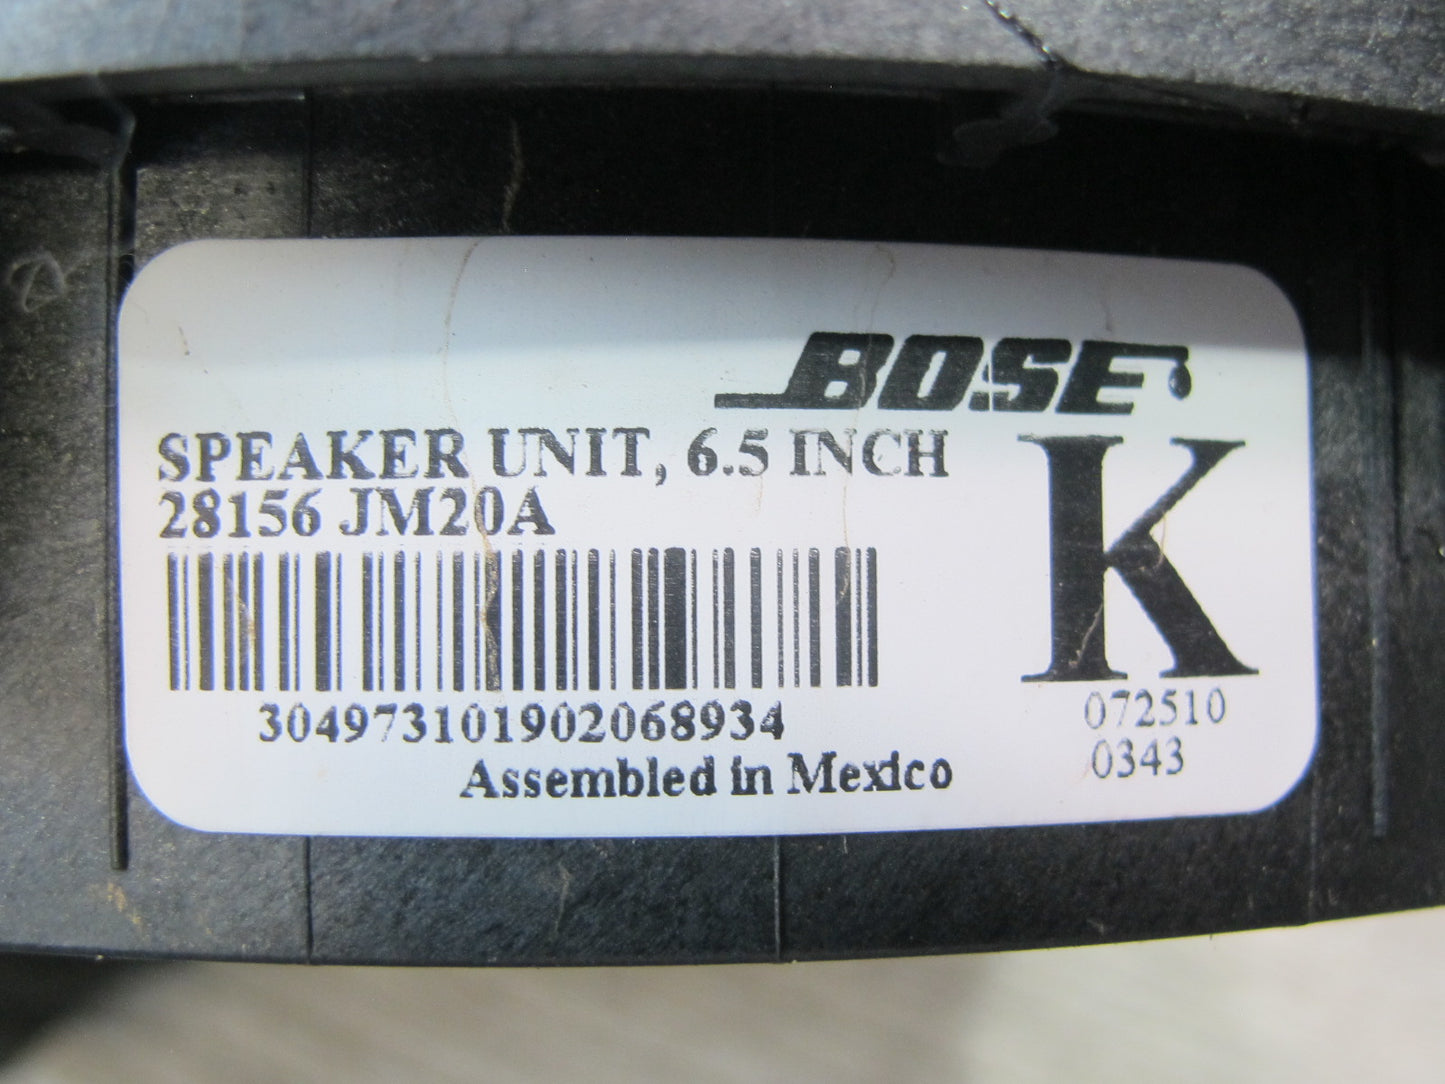 BOSE
SPEAKER UNIT, 6.5 INCH
28156 JM20A
K
304973101902068934
072510
0343
Assembled in Mexico